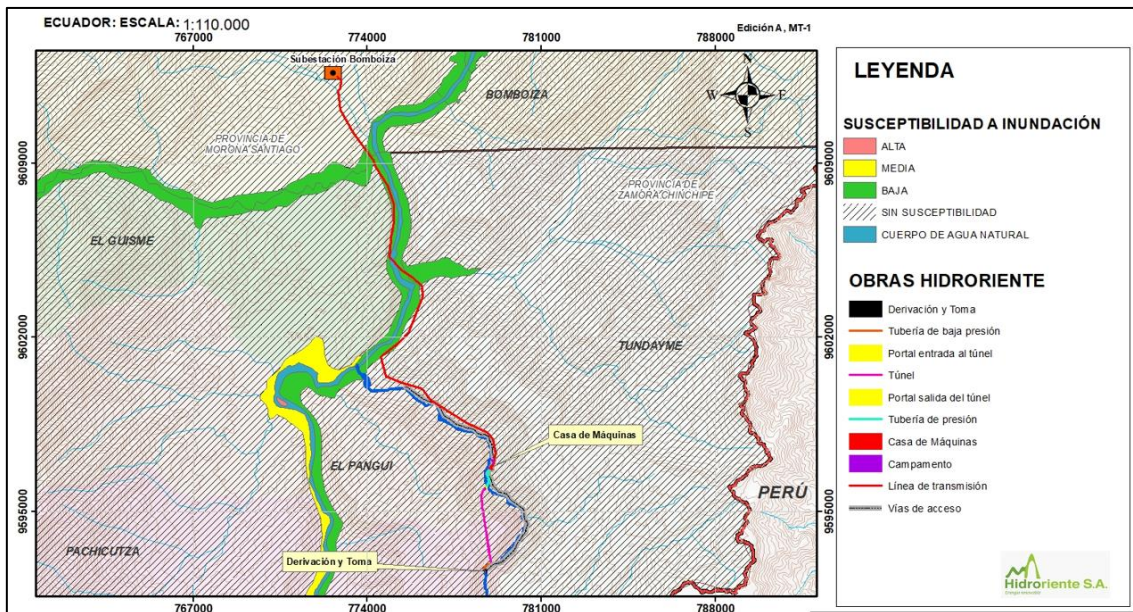 ECUADOR: ESCALA: 1:110.000
Edición A, MT-1
767000 774000 781000 788000
Subestación Bomboiza
BOMBOIZA
N
W E
S
PROVINCIA DE
MORONA SANTIAGO
9609000 9609000
PROVINCIA DE
ZAMORA CHINCHIPE
EL GUISME
9602000 9602000
TUNDAYME
Casa de Máquinas
EL PANGUI
PERÚ
9595000 9595000
PACHICUTZA
Derivación y Toma
767000 774000 781000 788000
LEYENDA
SUSCEPTIBILIDAD A INUNDACIÓN
ALTA
MEDIA
BAJA
SIN SUSCEPTIBILIDAD
CUERPO DE AGUA NATURAL
OBRAS HIDRORIENTE
Derivación y Toma
Tubería de baja presión
Portal entrada al túnel
Túnel
Portal salida del túnel
Tubería de presión
Casa de Máquinas
Campamento
Línea de transmisión
Vías de acceso
Hidroriente S.A.